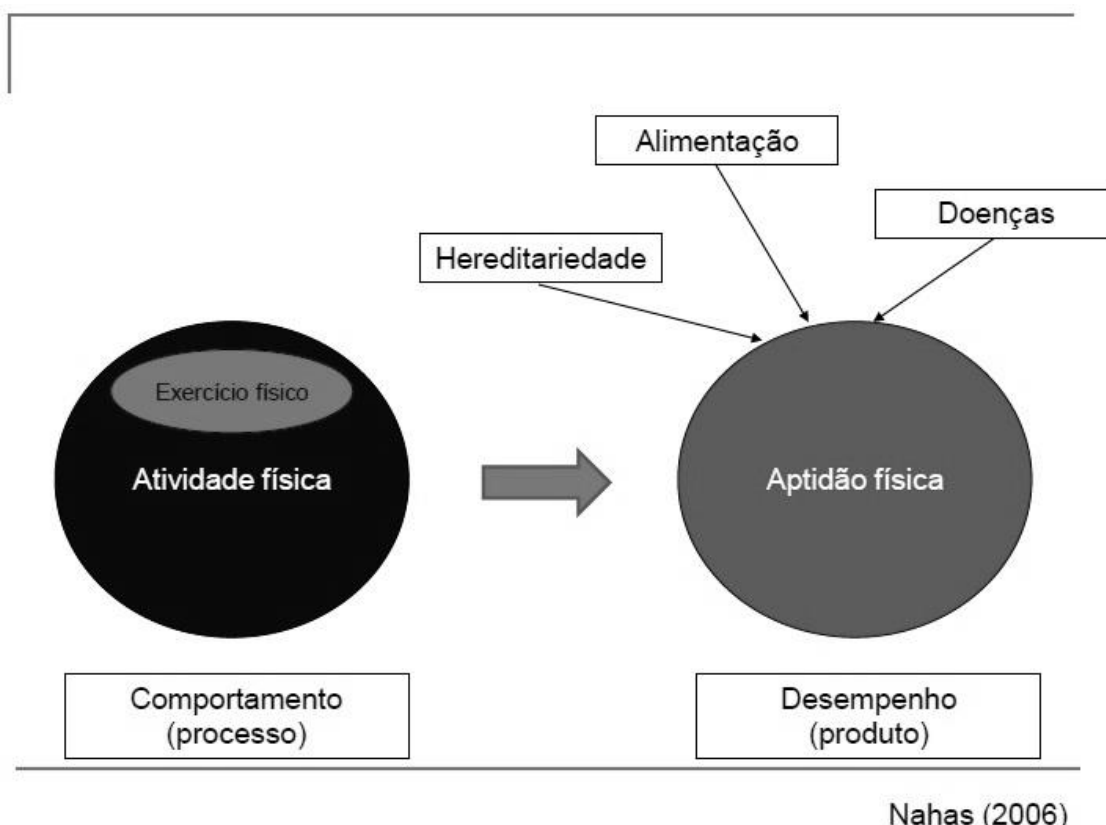 Alimentação
Doenças
Hereditariedade
Exercício físico
Atividade física
Aptidão física
Comportamento
(processo)
Desempenho
(produto)
Nahas (2006)